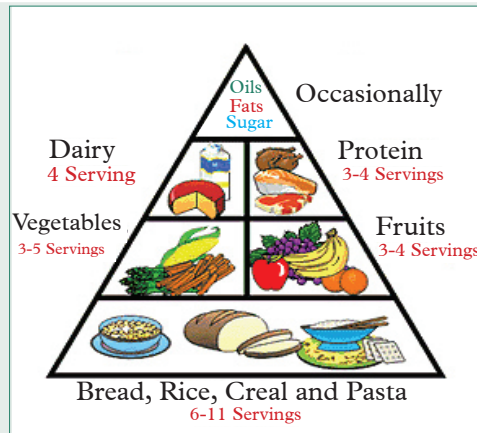 Oils
Fats
Sugar
Occasionally
Dairy
4 Serving
Protein
3-4 Servings
Vegetables
3-5 Servings
Fruits
3-4 Servings
Bread, Rice, Creal and Pasta
6-11 Servings